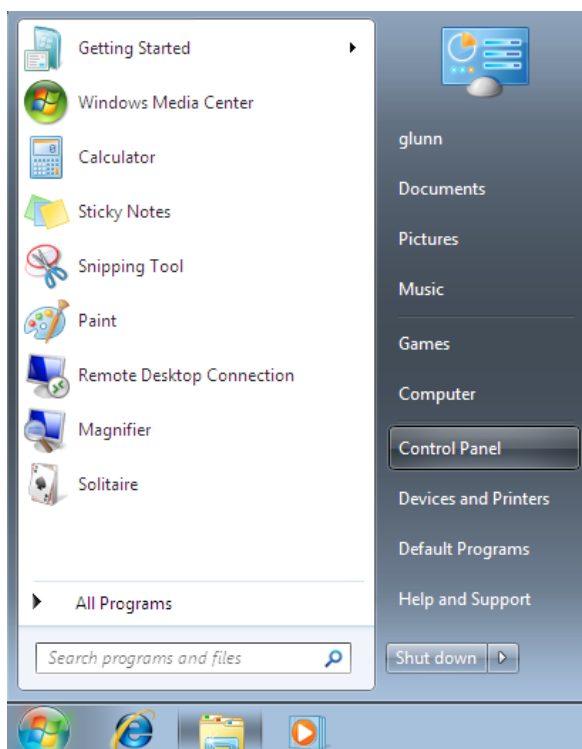 Getting Started
Windows Media Center
Calculator
Sticky Notes
Snipping Tool
Paint
Remote Desktop Connection
Magnifier
Solitaire
All Programs
Search programs and files
glunn
Documents
Pictures
Music
Games
Computer
Control Panel
Devices and Printers
Default Programs
Help and Support
Shut down